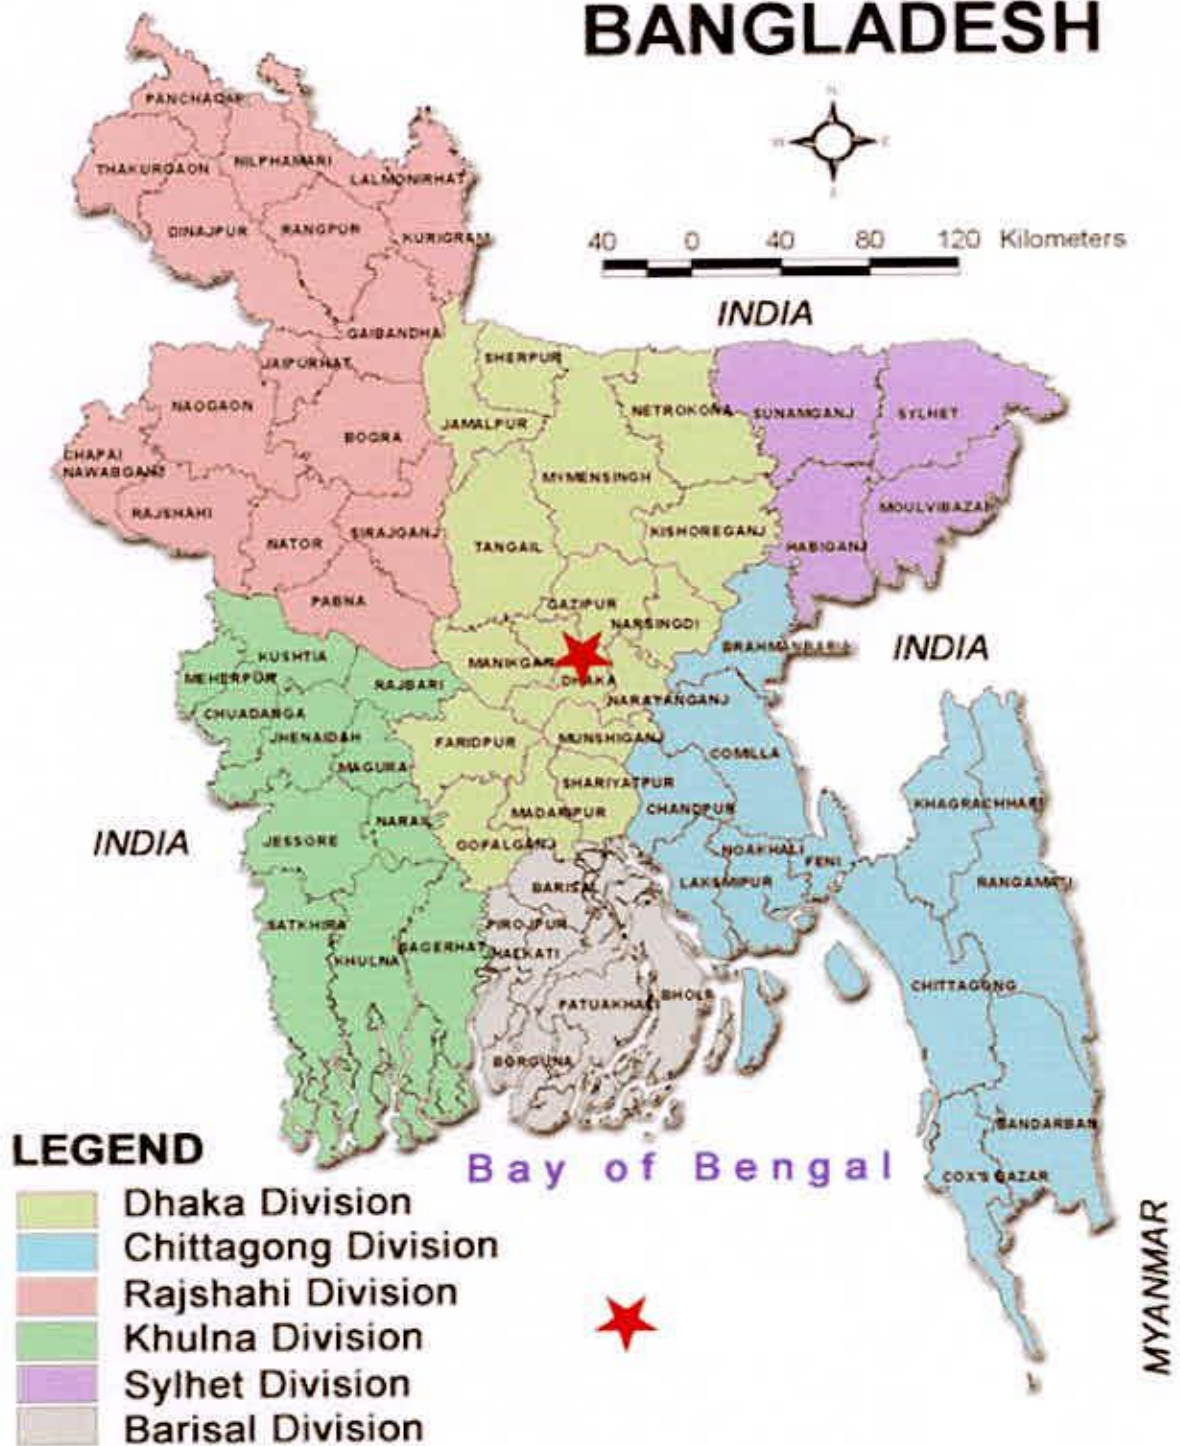 BANGLADESH
N
W
E
40 0 40 80 120 Kilometers
INDIA
PANCHAGAR
THAKURGAON
NILPHAMARI
LALMONIRHAT
DINAJPUR
RANGPUR
KURIGRAM
GAIBANDHA
JAIPURHAT
NAOGAON
BOGRA
CHAPAI
NAWABGANJ
RAJSHAHI
NATOR
SIRAJGANJ
PABNA
SHERPUR
JAMALPUR
NETROKONA
MYMENSINGH
KISHOREGANJ
TANGAIL
GAZIPUR
NARSINGDI
MANIKGANJ
DHAKA
NARAYANGANJ
FARIDPUR
MUNSHIGANJ
SHARIYATPUR
MADARIPUR
GOPALGANJ
SUNAMGANJ
SYLHET
MOULVIBAZAR
HABIGANJ
INDIA
BRAHMANBARIA
COMILLA
CHANDPUR
NOAKHALI
FENI
LAKSMIPUR
KHAGRACHHARI
RANGAMATI
CHITTAGONG
BANDARBAN
COX'S BAZAR
KUSHTIA
MEHERPUR
RAJBARI
CHUADANGA
JHENAIDAH
MAGURA
NARAIL
JESSORE
SATKHIRA
KHULNA
BAGERHAT
INDIA
BARISAL
PIROJPUR
JHALKATI
PATUAKHALI
BHOLA
BORGUNA
Bay of Bengal
MYANMAR
LEGEND
Dhaka Division
Chittagong Division
Rajshahi Division
Khulna Division
Sylhet Division
Barisal Division